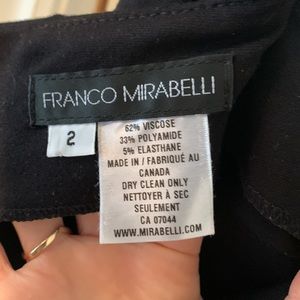 FRANCO MIRABELLI
2
62% VISCOSE
33% POLYAMIDE
5% ELASTHANE
MADE IN / FABRIQUÉ AU
CANADA
DRY CLEAN ONLY
NETTOYER À SEC
SEULEMENT
CA 07044
WWW.MIRABELLI.COM